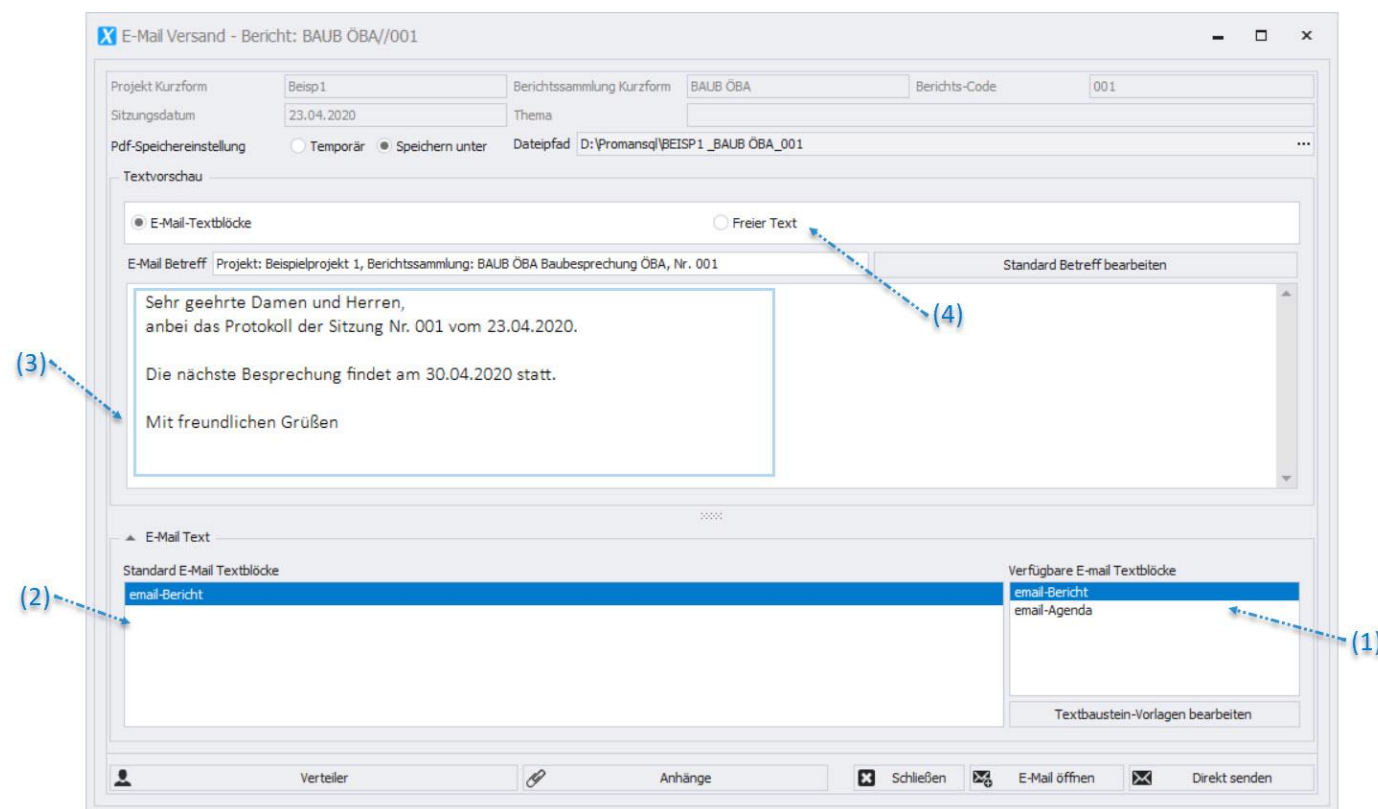 E-Mail Versand - Bericht: BAUB ÖBA//001
Projekt Kurzform Beisp1 Berichtssammlung Kurzform BAUB ÖBA Berichts-Code 001
Sitzungsdatum 23.04.2020 Thema
Pdf-Speichereinstellung Temporär Speichern unter Dateipfad D:\Promansql\BEISP1 _BAUB ÖBA_001 ...
Textvorschau
E-Mail-Textblöcke Freier Text
E-Mail Betreff Projekt: Beispielprojekt 1, Berichtssammlung: BAUB ÖBA Baubesprechung ÖBA, Nr. 001 Standard Betreff bearbeiten
Sehr geehrte Damen und Herren,
(4)
anbei das Protokoll der Sitzung Nr. 001 vom 23.04.2020.
(3)
Die nächste Besprechung findet am 30.04.2020 statt.
Mit freundlichen Grüßen
E-Mail Text
Standard E-Mail Textblöcke Verfügbare E-mail Textblöcke
(2) email-Bericht email-Bericht
email-Agenda
(1)
Textbaustein-Vorlagen bearbeiten
Verteiler Anhänge Schließen E-Mail öffnen Direkt senden